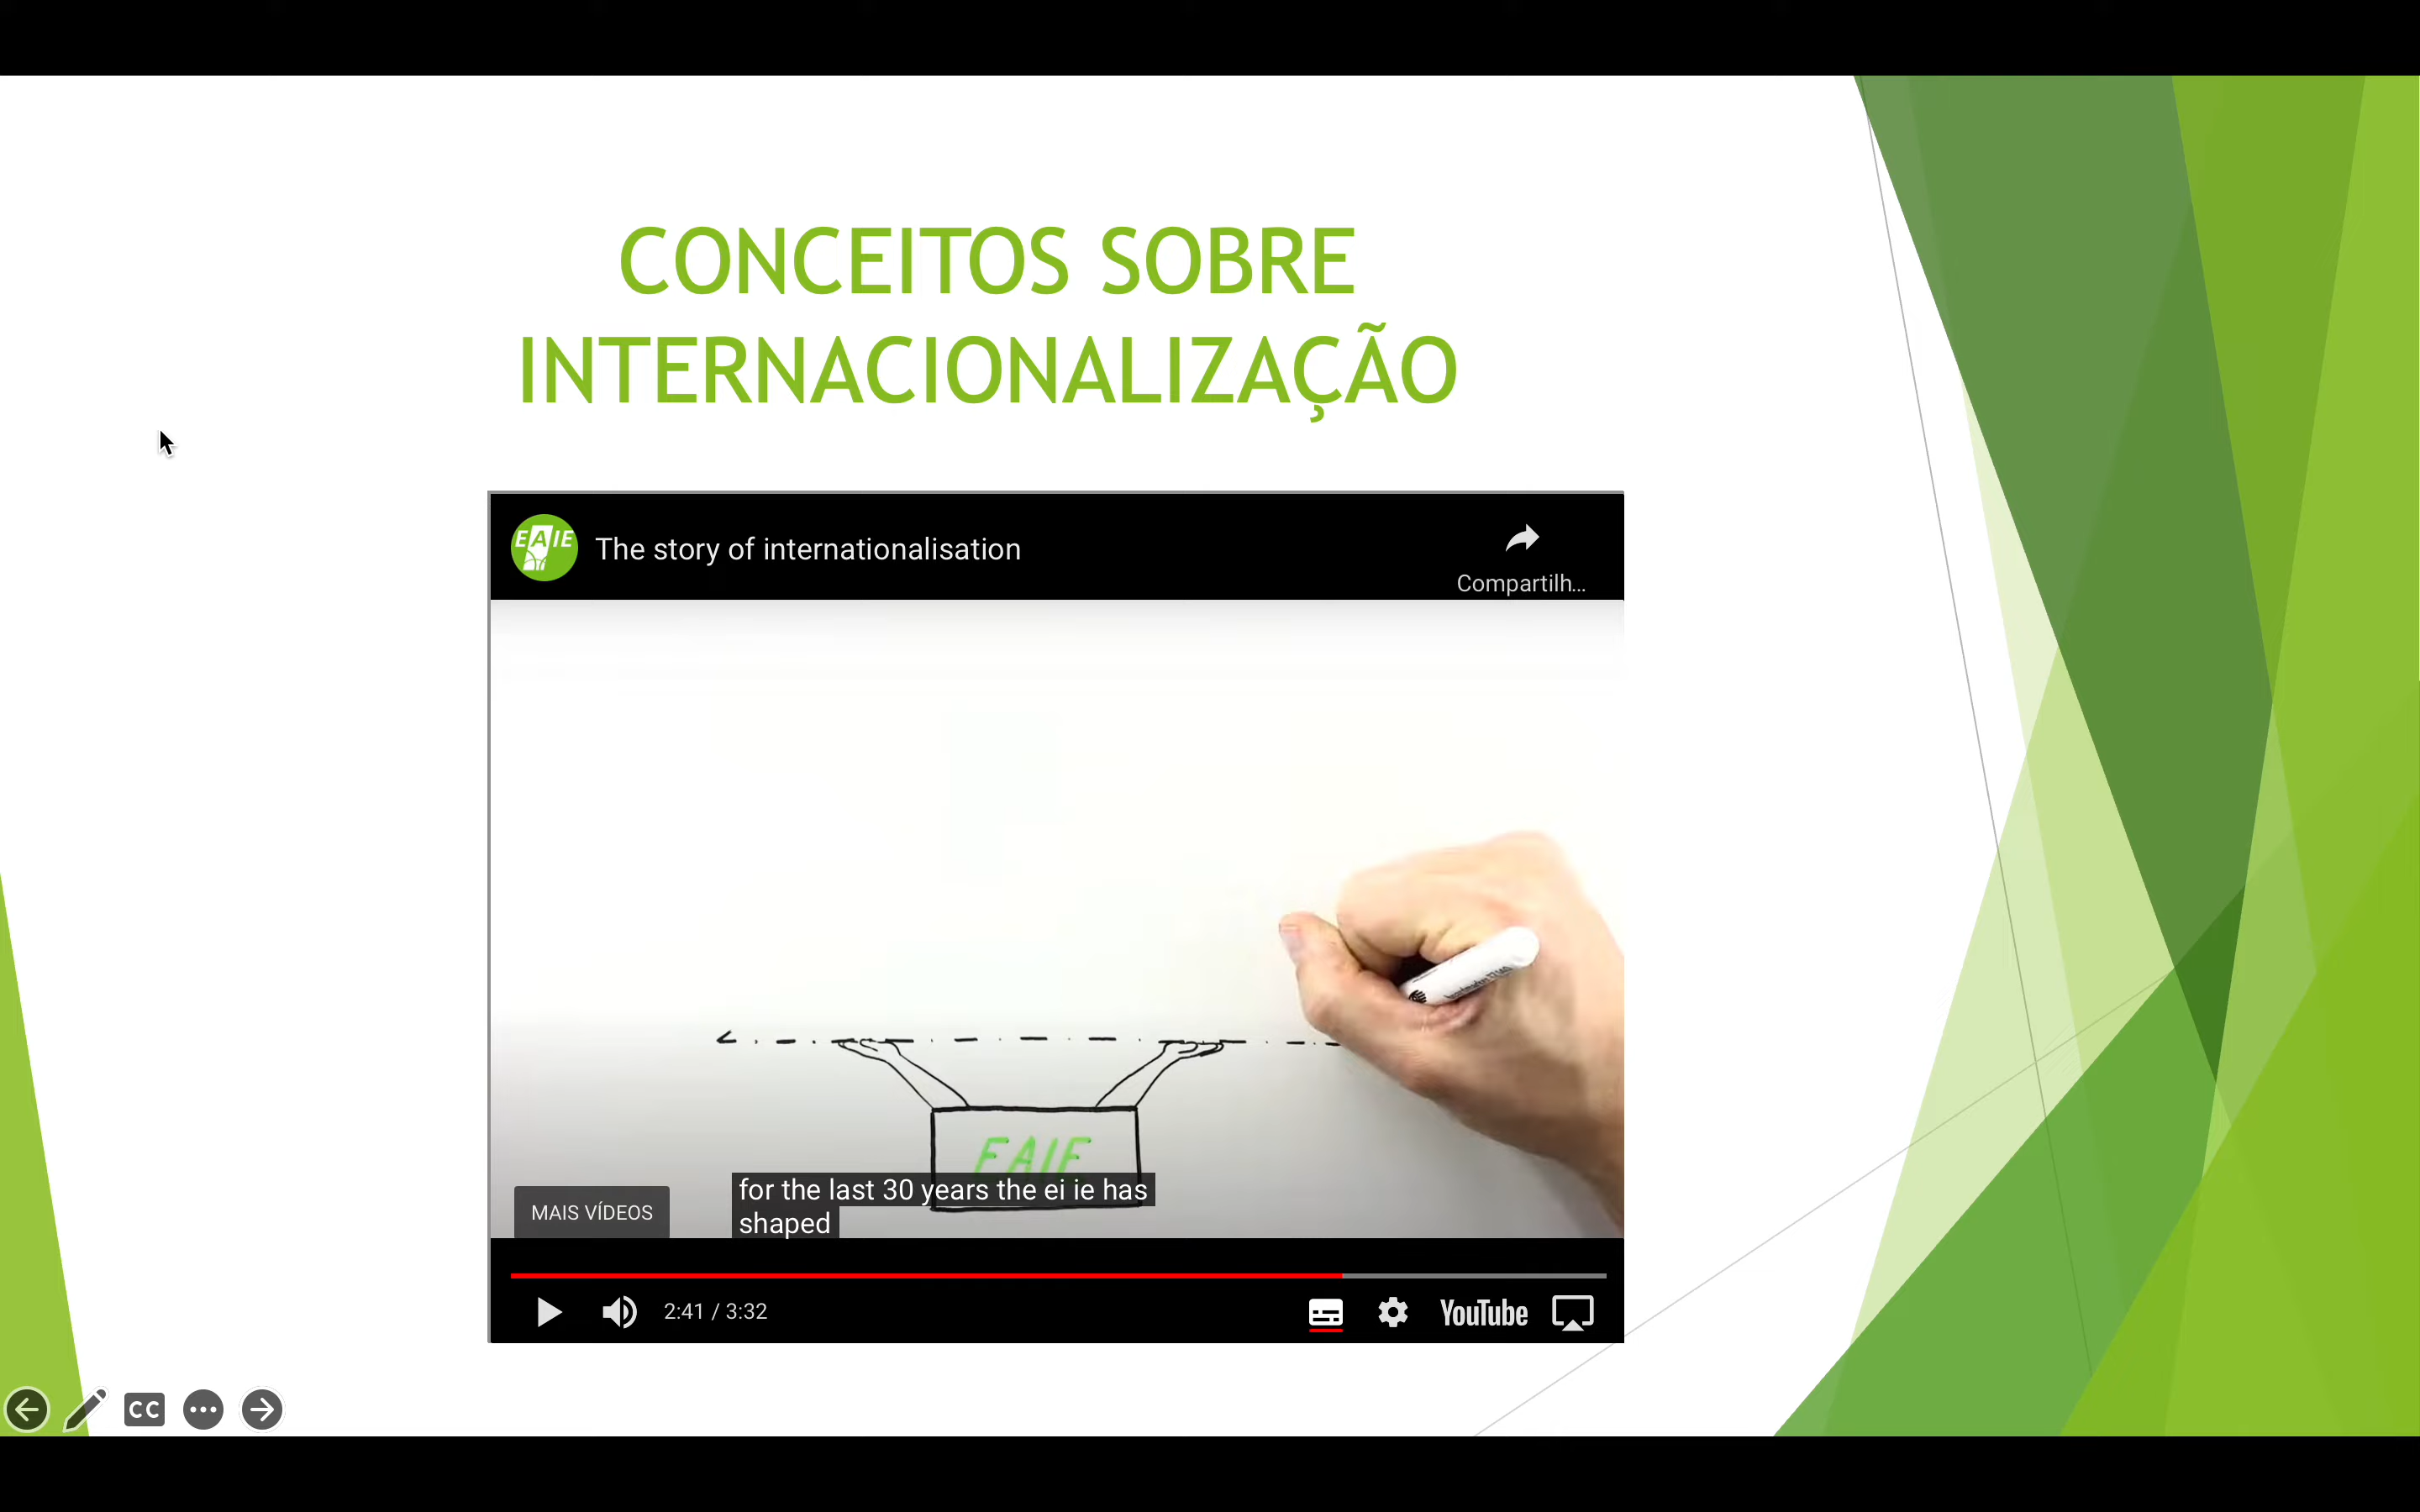 CONCEITOS SOBRE
INTERNACIONALIZAÇÃO
EAIE
The story of internationalisation
Compartilh...
EAIE
for the last 30 years the ei ie has
shaped
MAIS VÍDEOS
2:41 / 3:32
YouTube
CC